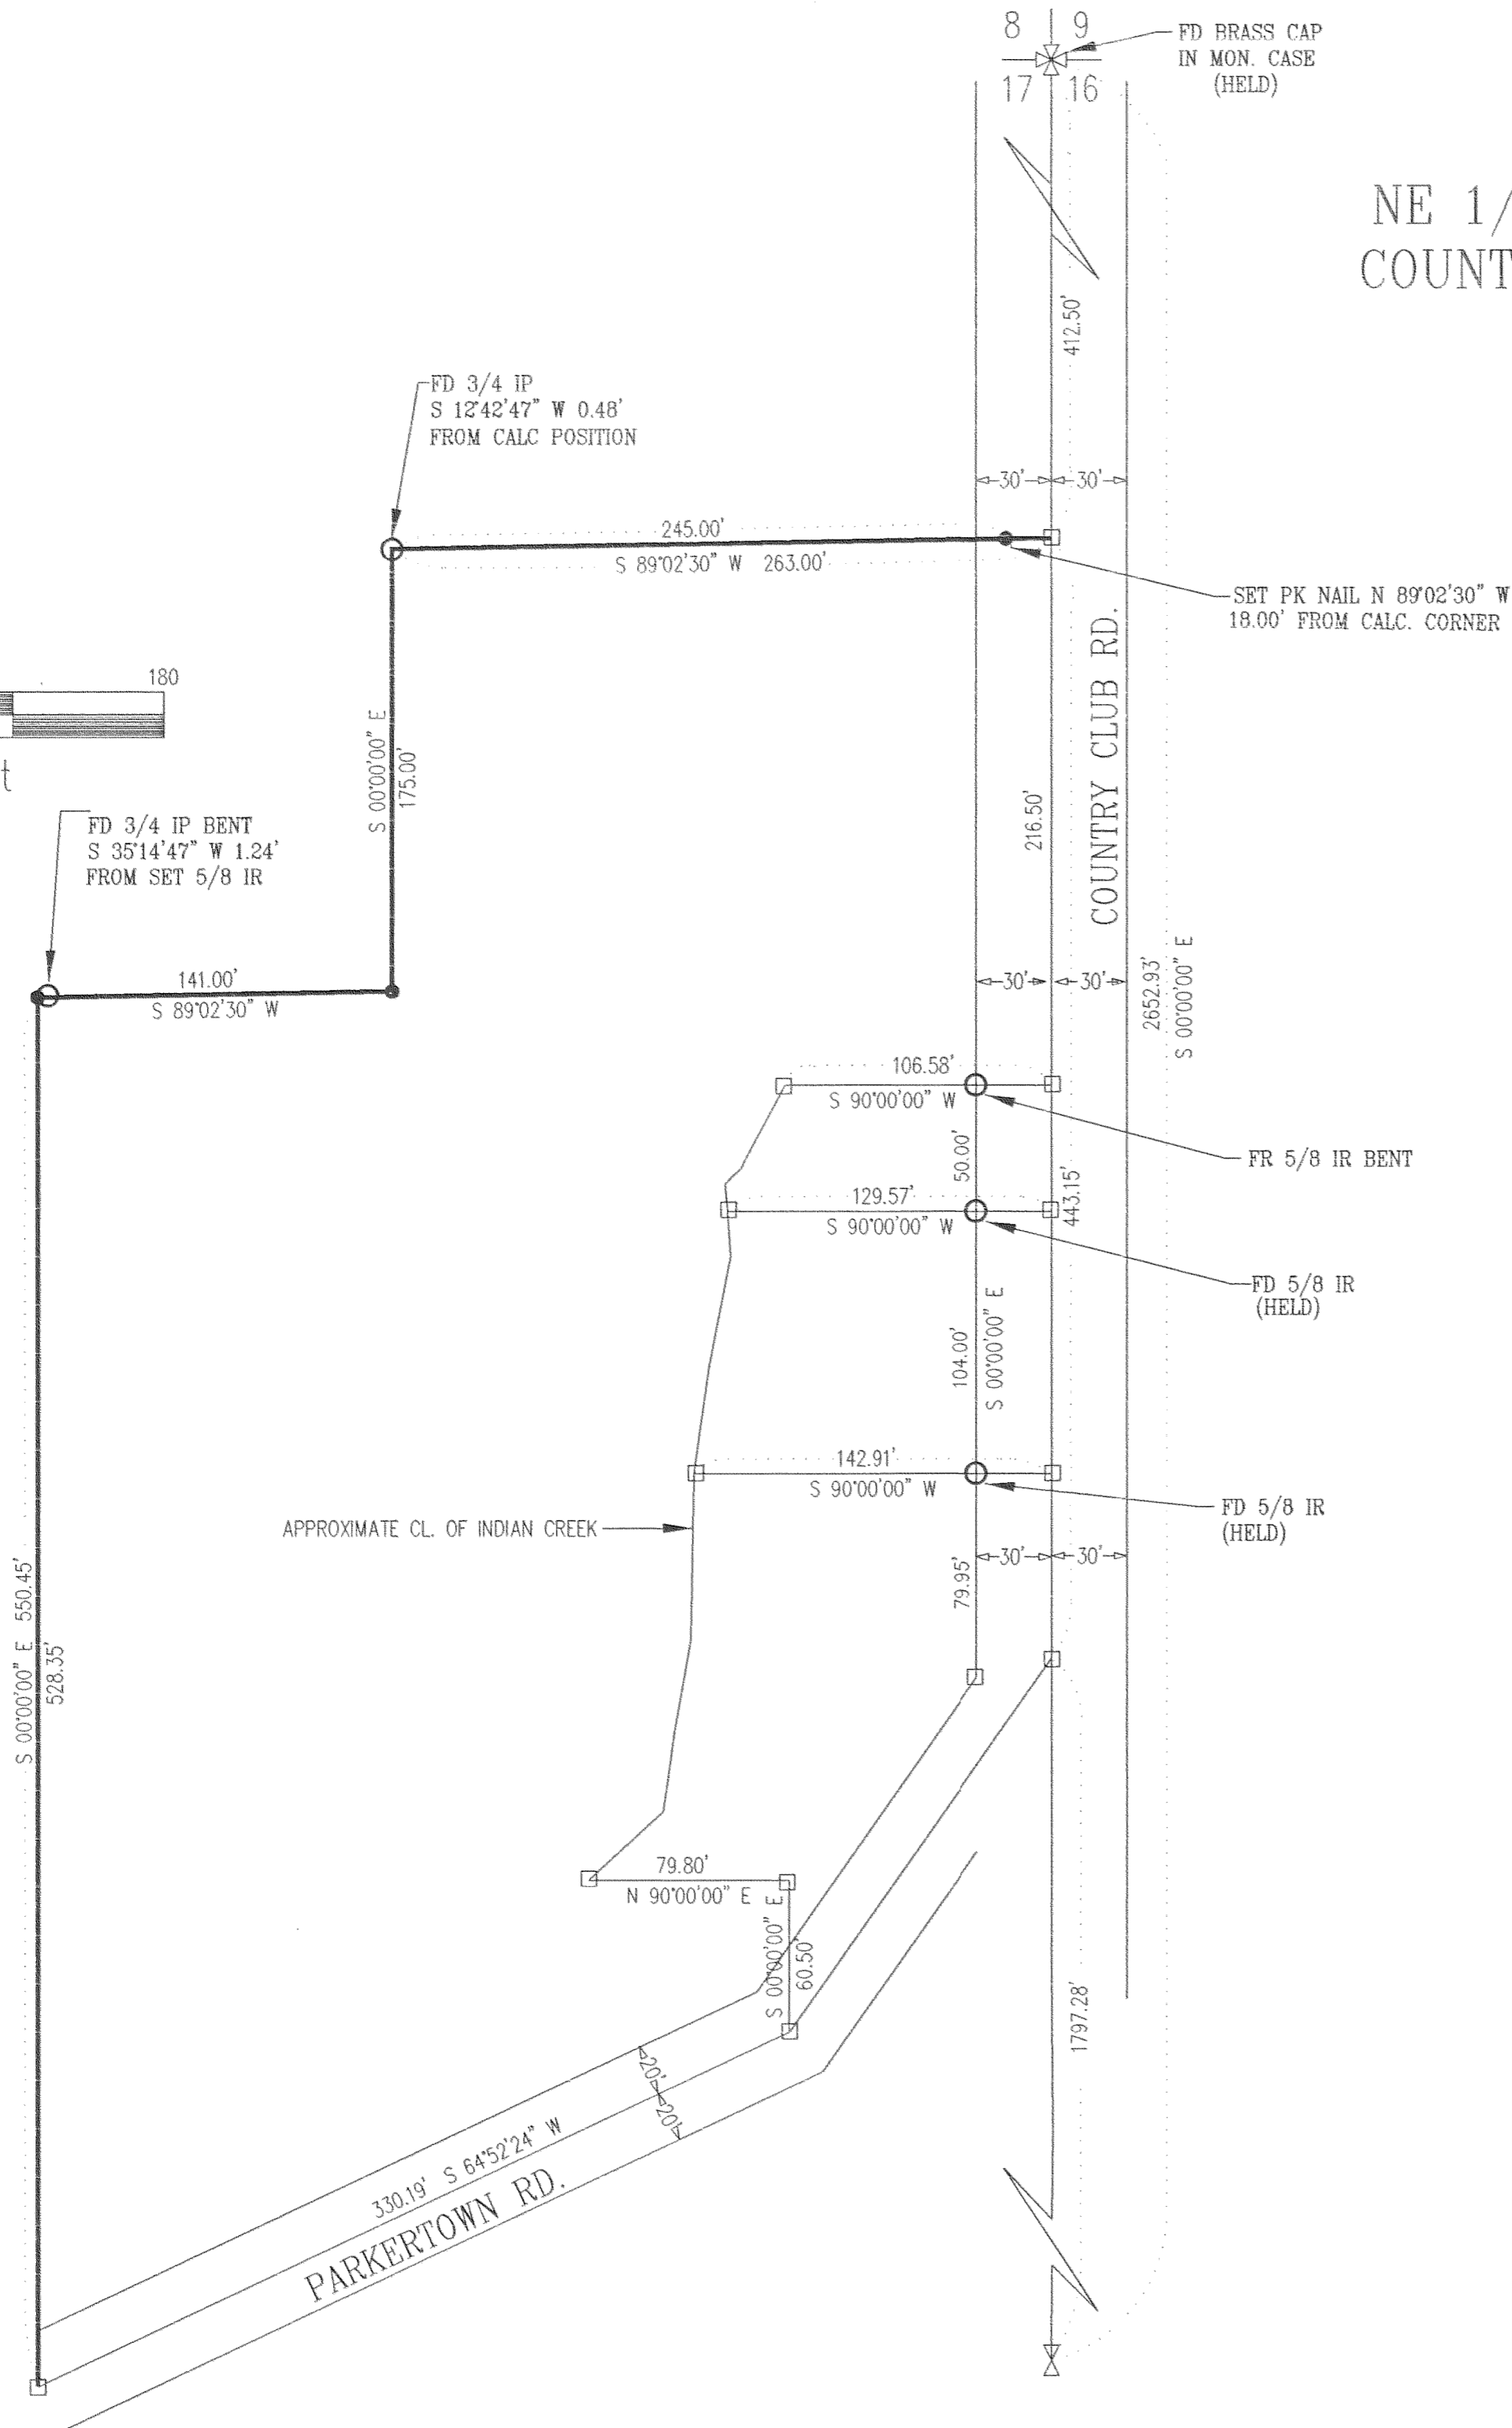 8 9
17 16
FD BRASS CAP
IN MON. CASE
(HELD)
NE 1/
COUNT
412.50'
FD 3/4 IP
S 12°42'47" W 0.48'
FROM CALC POSITION
30' 30'
245.00'
S 89°02'30" W 263.00'
SET PK NAIL N 89°02'30" W
18.00' FROM CALC. CORNER
180
t
S 00°00'00" E
175.00'
216.50'
COUNTRY CLUB RD.
FD 3/4 IP BENT
S 35°14'47" W 1.24'
FROM SET 5/8 IR
141.00'
S 89°02'30" W
30' 30'
2652.93'
S 00°00'00" E
106.58'
S 90°00'00" W
50.00'
FR 5/8 IR BENT
129.57'
S 90°00'00" W
443.15'
FD 5/8 IR
(HELD)
104.00'
S 00°00'00" E
142.91'
S 90°00'00" W
FD 5/8 IR
(HELD)
APPROXIMATE CL. OF INDIAN CREEK
30' 30'
79.95'
S 00°00'00" E 550.45'
528.35'
79.80'
N 90°00'00" E
S 00°00'00" E
60.50'
1797.28'
20'
20'
330.19' S 64°52'24" W
PARKERTOWN RD.